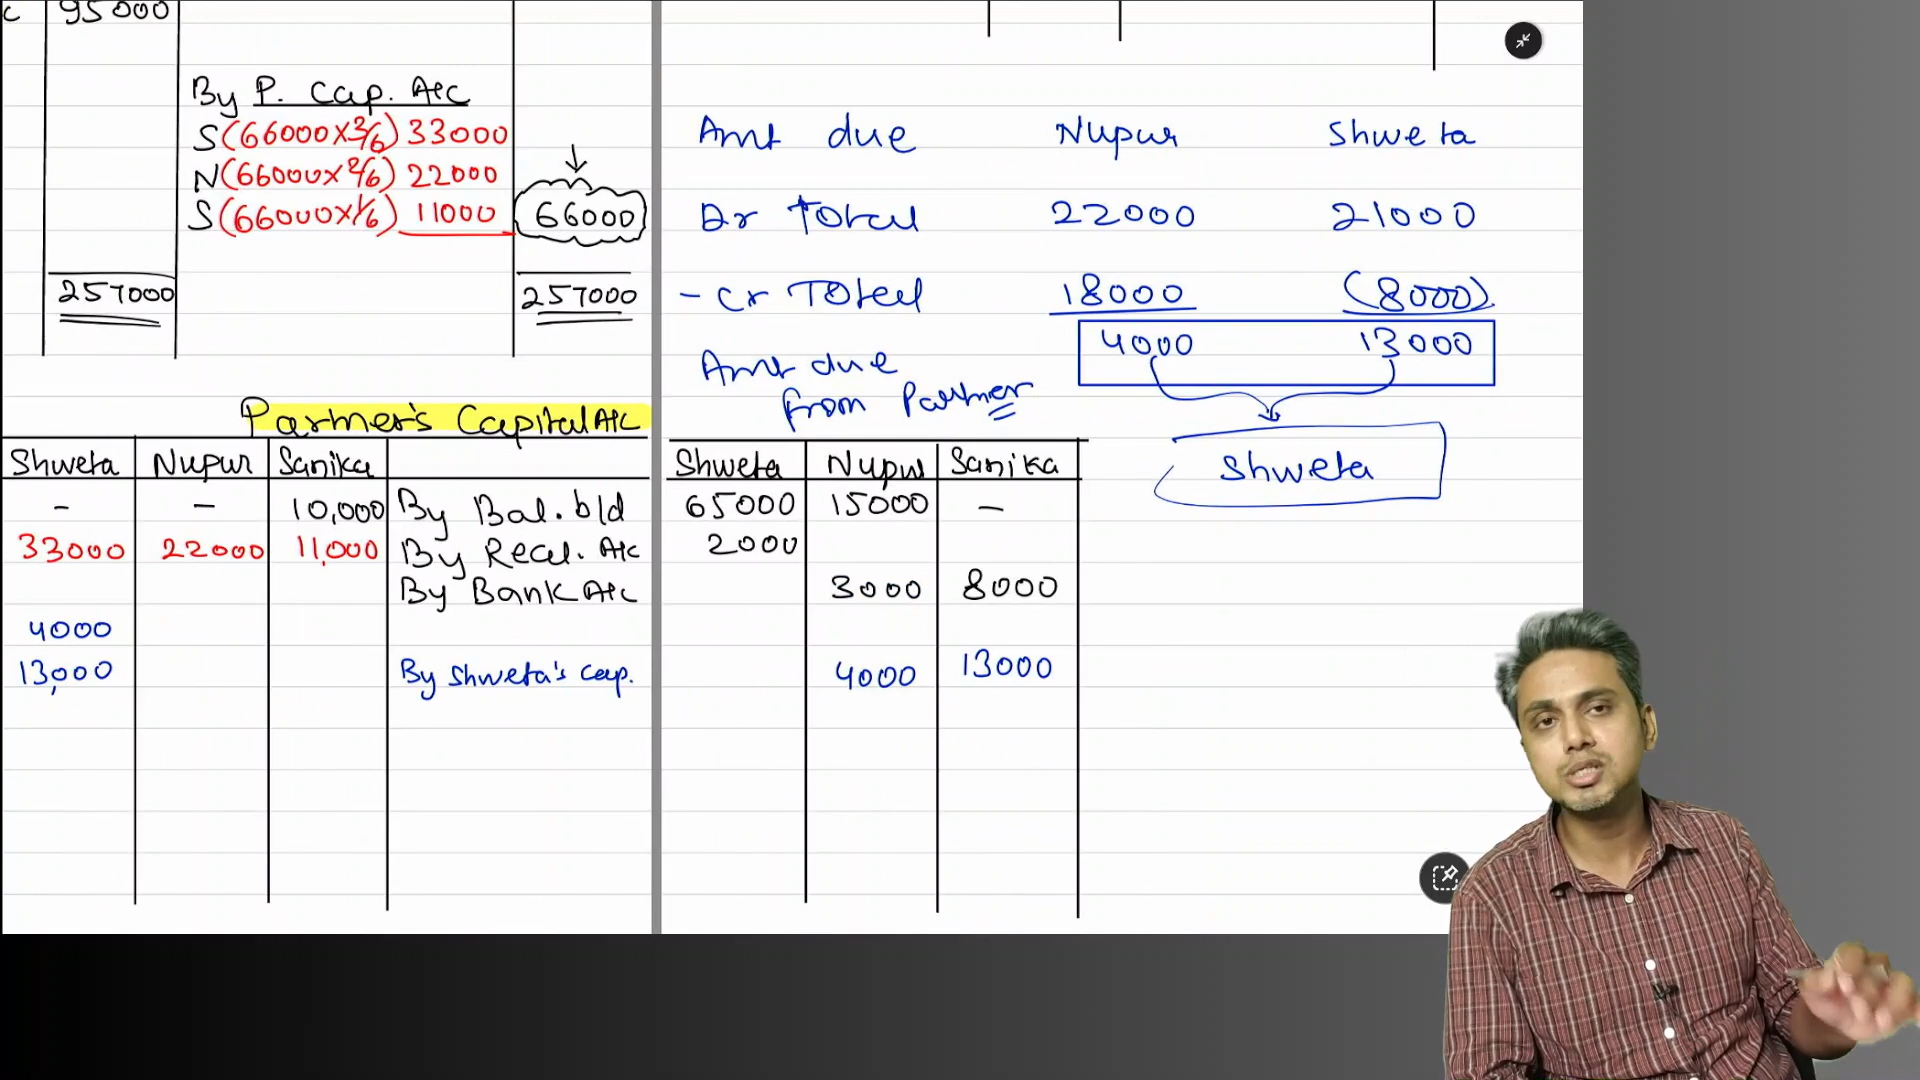 c 95000
By P. Cap. A/c
S (66000 x 3/6) 33000
N (66000 x 2/6) 22000
S (66000 x 1/6) 11000 66000
257000 257000
Partner's Capital A/c
Shweta Nupur Sanika
- - 10,000 By Bal. b/d
33000 22000 11,000 By Real. A/c
By Bank A/c
4000
13,000 By Shweta's cap.
Amt due Nupur Shweta
Dr Total 22000 21000
- Cr Total 18000 (8000)
4000 13000
Amt due
from Partner
Shweta
Shweta Nupur Sanika
65000 15000 -
2000
3000 8000
4000 13000